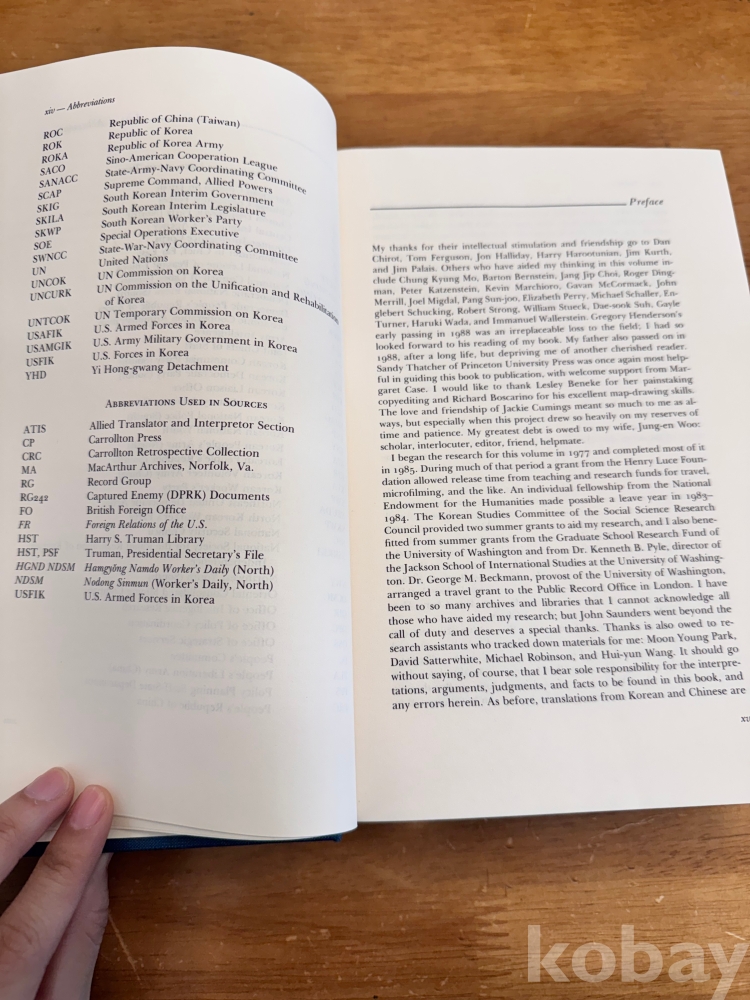 xiv — Abbreviations
Republic of China (Taiwan)
ROC Republic of Korea
ROK Republic of Korea Army
ROKA Sino-American Cooperation League
SACO State-Army-Navy Coordinating Committee
SANACC Supreme Command, Allied Powers
SCAP South Korean Interim Government
SKIG South Korean Interim Legislature
SKILA South Korean Worker's Party
SKWP Special Operations Executive
SOE State-War-Navy Coordinating Committee
SWNCC United Nations
UN UN Commission on Korea
UNCOK UN Commission on the Unification and Rehabilitation
UNCURK of Korea
UNTCOK UN Temporary Commission on Korea
USAFIK U.S. Armed Forces in Korea
USAMGIK U.S. Army Military Government in Korea
USFIK U.S. Forces in Korea
YHD Yi Hong-gwang Detachment
ABBREVIATIONS USED IN SOURCES
ATIS Allied Translator and Interpretor Section
CP Carrollton Press
CRC Carrollton Retrospective Collection
MA MacArthur Archives, Norfolk, Va.
RG Record Group
RG242 Captured Enemy (DPRK) Documents
FO British Foreign Office
FR Foreign Relations of the U.S.
HST Harry S. Truman Library
HST, PSF Truman, Presidential Secretary's File
HGND NDSM Hamgyŏng Namdo Worker's Daily (North)
NDSM Nodong Sinmun (Worker's Daily, North)
USFIK U.S. Armed Forces in Korea
Preface
My thanks for their intellectual stimulation and friendship go to Dan
Chirot, Tom Ferguson, Jon Halliday, Harry Harootunian, Jim Kurth,
and Jim Palais. Others who have aided my thinking in this volume in-
clude Chung Kyung Mo, Barton Bernstein, Jang Jip Choi, Roger Ding-
man, Peter Katzenstein, Kevin Marchioro, Gavan McCormack, John
Merrill, Joel Migdal, Pang Sun-joo, Elizabeth Perry, Michael Schaller, En-
glebert Schucking, Robert Strong, William Stueck, Dae-sook Suh, Gayle
Turner, Haruki Wada, and Immanuel Wallerstein. Gregory Henderson's
early passing in 1988 was an irreplaceable loss to the field; I had so
looked forward to his reading of my book. My father also passed on in
1988, after a long life, but depriving me of another cherished reader.
Sandy Thatcher of Princeton University Press was once again most help-
ful in guiding this book to publication, with welcome support from Mar-
garet Case. I would like to thank Lesley Beneke for her painstaking
copyediting and Richard Boscarino for his excellent map-drawing skills.
The love and friendship of Jackie Cumings meant so much to me as al-
ways, but especially when this project drew so heavily on my reserves of
time and patience. My greatest debt is owed to my wife, Jung-en Woo:
scholar, interlocuter, editor, friend, helpmate.
I began the research for this volume in 1977 and completed most of it
in 1985. During much of that period a grant from the Henry Luce Foun-
dation allowed release time from teaching and research funds for travel,
microfilming, and the like. An individual fellowship from the National
Endowment for the Humanities made possible a leave year in 1983–
1984. The Korean Studies Committee of the Social Science Research
Council provided two summer grants to aid my research, and I also bene-
fitted from summer grants from the Graduate School Research Fund of
the University of Washington and from Dr. Kenneth B. Pyle, director of
the Jackson School of International Studies at the University of Washing-
ton. Dr. George M. Beckmann, provost of the University of Washington,
arranged a travel grant to the Public Record Office in London. I have
been to so many archives and libraries that I cannot acknowledge all
those who have aided my research; but John Saunders went beyond the
call of duty and deserves a special thanks. Thanks is also owed to re-
search assistants who tracked down materials for me: Moon Young Park,
David Satterwhite, Michael Robinson, and Hui-yun Wang. It should go
without saying, of course, that I bear sole responsibility for the interpre-
tations, arguments, judgments, and facts to be found in this book, and
any errors herein. As before, translations from Korean and Chinese are
kobay